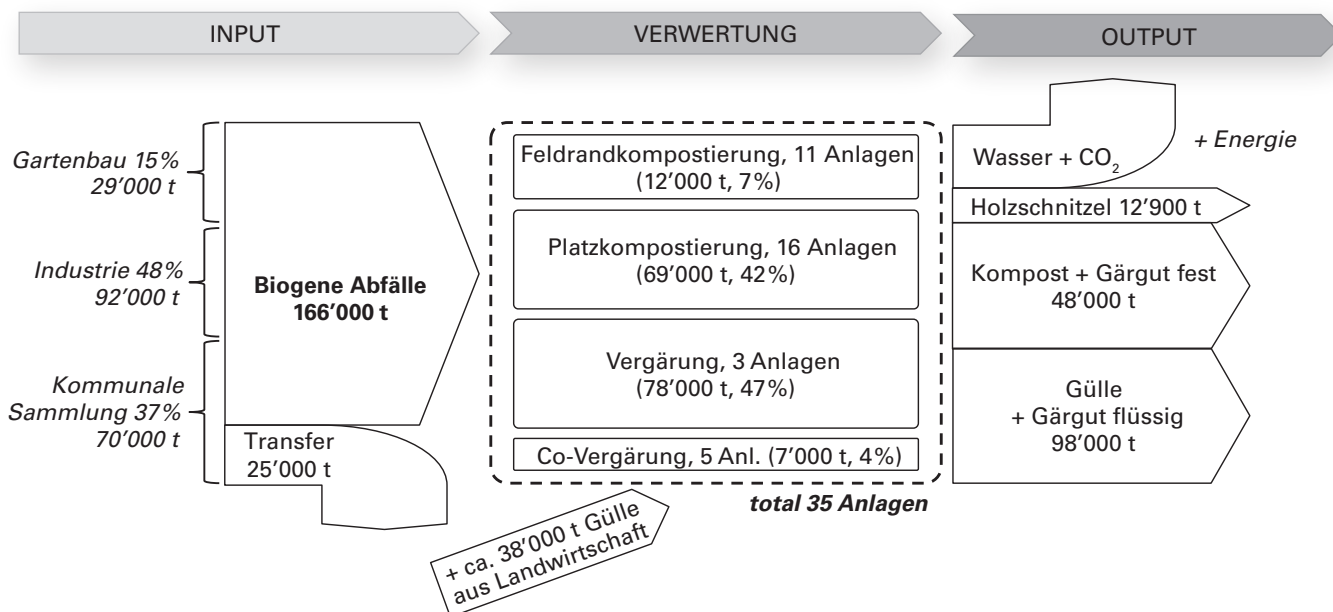 INPUT
VERWERTUNG
OUTPUT
Gartenbau 15%
29’000 t
Industrie 48%
92’000 t
Kommunale
Sammlung 37%
70’000 t
Biogene Abfälle
166’000 t
Transfer
25’000 t
Feldrandkompostierung, 11 Anlagen
(12’000 t, 7%)
Platzkompostierung, 16 Anlagen
(69’000 t, 42%)
Vergärung, 3 Anlagen
(78’000 t, 47%)
Co-Vergärung, 5 Anl. (7’000 t, 4%)
total 35 Anlagen
+ ca. 38’000 t Gülle
aus Landwirtschaft
Wasser + CO₂
+ Energie
Holzschnitzel 12’900 t
Kompost + Gärgut fest
48’000 t
Gülle
+ Gärgut flüssig
98’000 t